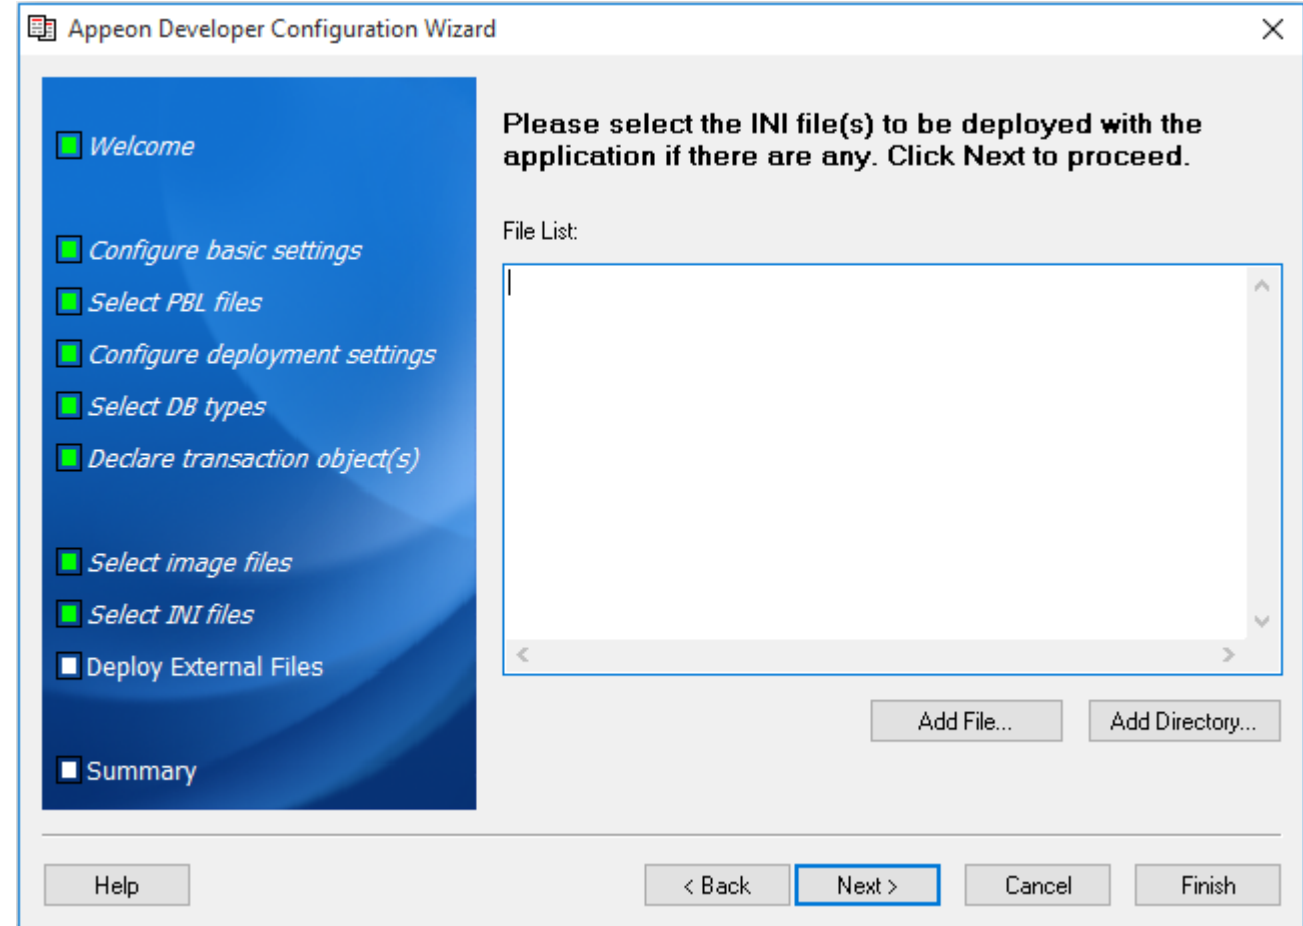 Appeon Developer Configuration Wizard
Welcome
Configure basic settings
Select PBL files
Configure deployment settings
Select DB types
Declare transaction object(s)
Select image files
Select INI files
Deploy External Files
Summary
Please select the INI file(s) to be deployed with the
application if there are any. Click Next to proceed.
File List:
Add File...
Add Directory...
Help
< Back
Next >
Cancel
Finish